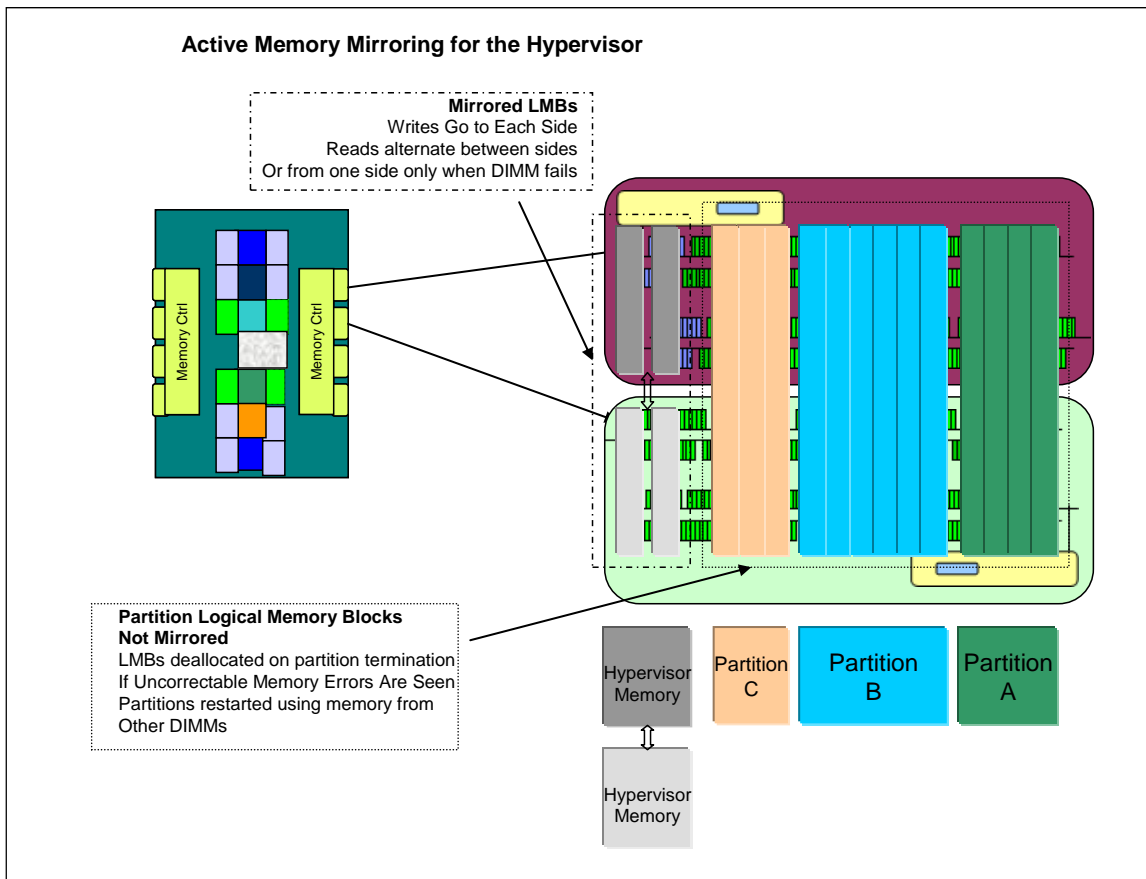 Active Memory Mirroring for the Hypervisor
Mirrored LMBs
Writes Go to Each Side
Reads alternate between sides
Or from one side only when DIMM fails
Memory Ctrl
Memory Ctrl
Partition Logical Memory Blocks
Not Mirrored
LMBs deallocated on partition termination
If Uncorrectable Memory Errors Are Seen
Partitions restarted using memory from
Other DIMMs
Hypervisor
Memory
Partition
C
Partition
B
Partition
A
Hypervisor
Memory